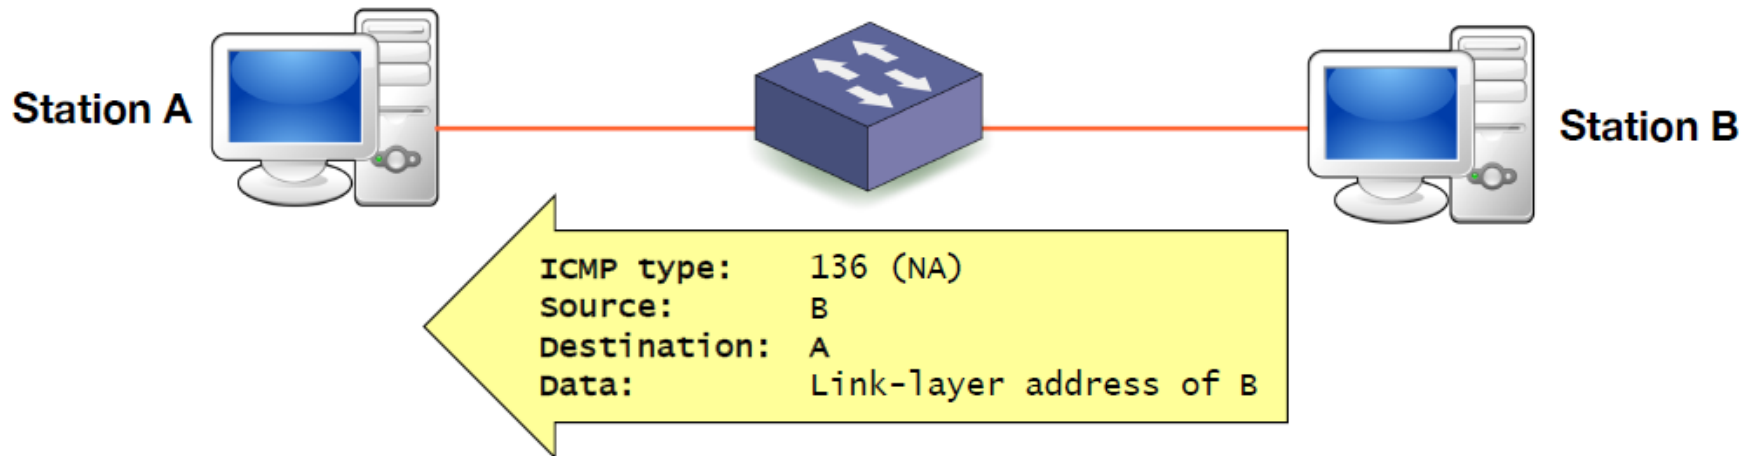 Station A
Station B
ICMP type: 136 (NA)
Source: B
Destination: A
Data: Link-layer address of B